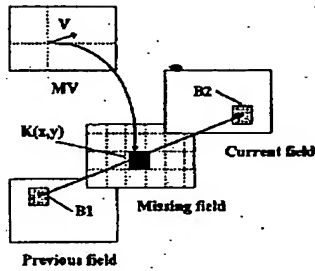 V
MV
B2
K(x,y)
Current field
B1
Missing field
Previous field